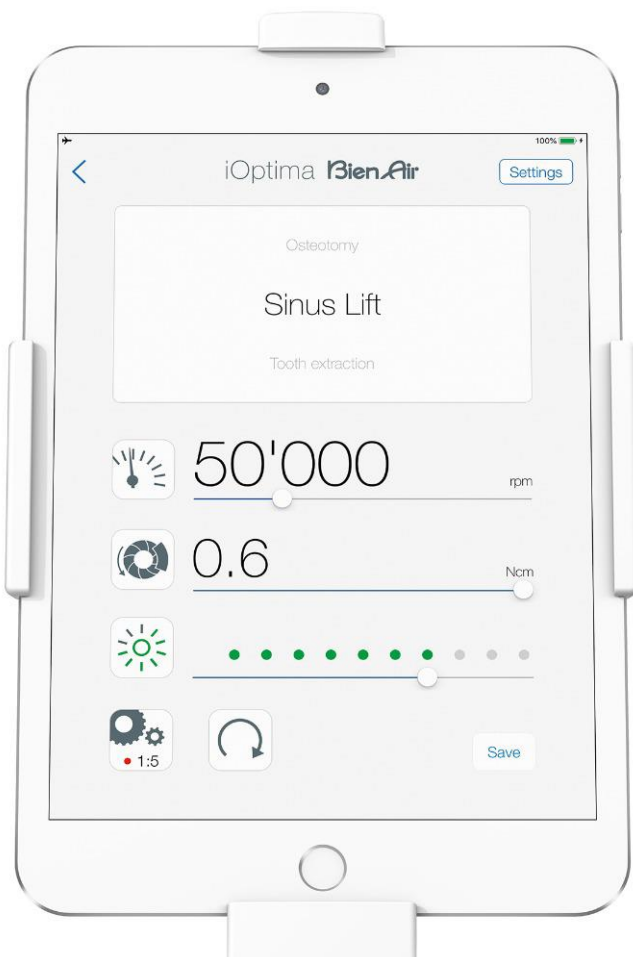 100%
iOptima Bien Air
Settings
Osteotomy
Sinus Lift
Tooth extraction
50'000
rpm
0.6
Ncm
1:5
Save